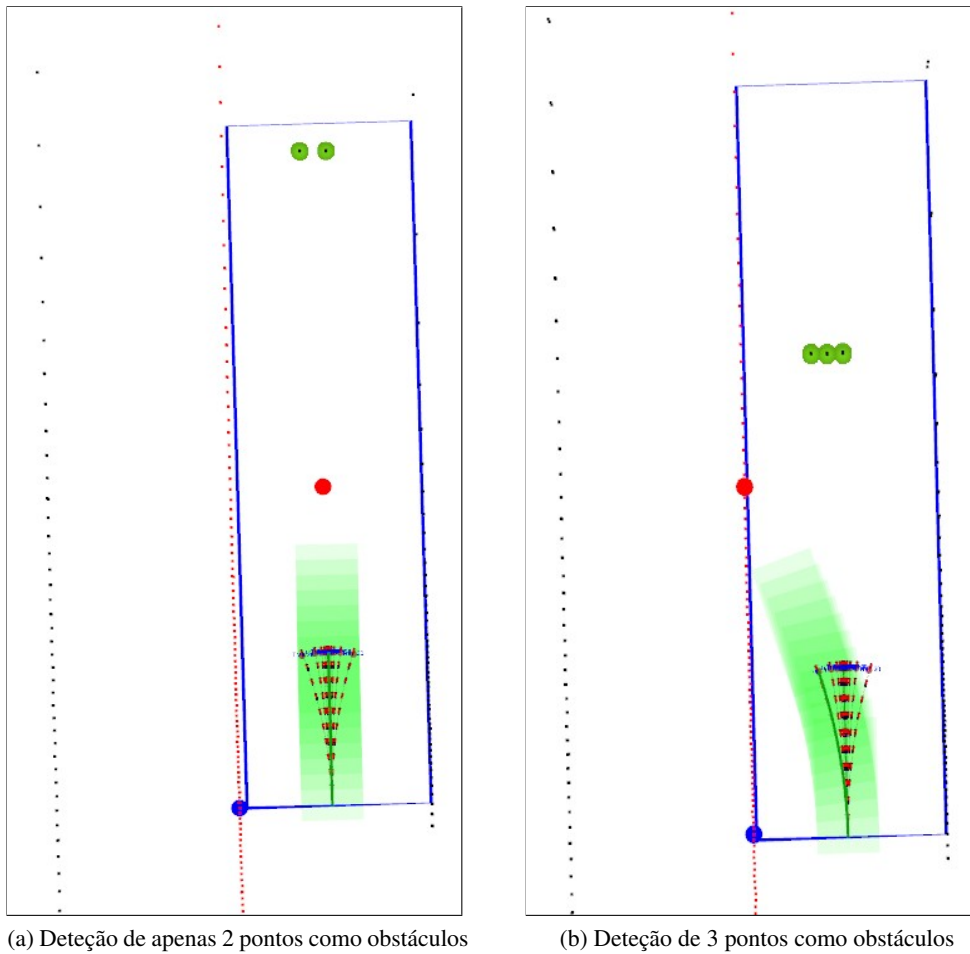 (a) Deteção de apenas 2 pontos como obstáculos
(b) Deteção de 3 pontos como obstáculos